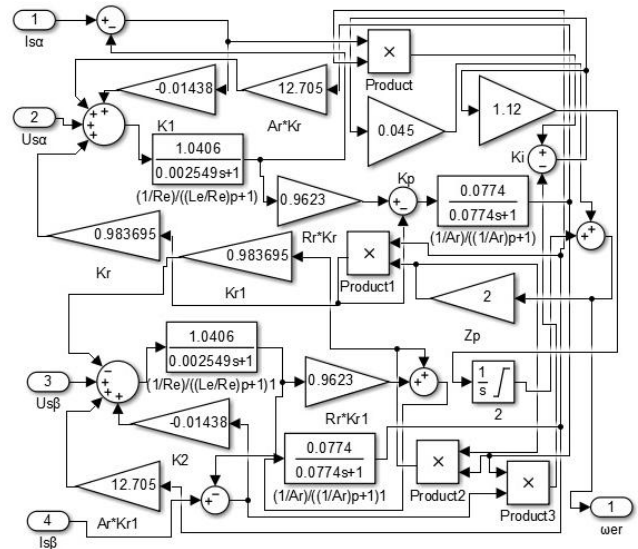 1
Isα
×
Product
-0.01438
12.705
1.12
2
Usα
K1
Ar*Kr
0.045
Ki
1.0406
0.002549s+1
(1/Re)/((Le/Re)p+1)
0.9623
Kp
0.0774
0.0774s+1
(1/Ar)/((1/Ar)p+1)
0.983695
Kr
0.983695
Kr1
Rr*Kr
×
Product1
2
Zp
1.0406
0.002549s+1
(1/Re)/((Le/Re)p+1)1
3
Usβ
0.9623
Rr*Kr1
1
s
2
-0.01438
K2
0.0774
0.0774s+1
(1/Ar)/((1/Ar)p+1)1
×
Product2
×
Product3
12.705
Ar*Kr1
4
Isβ
1
ωer